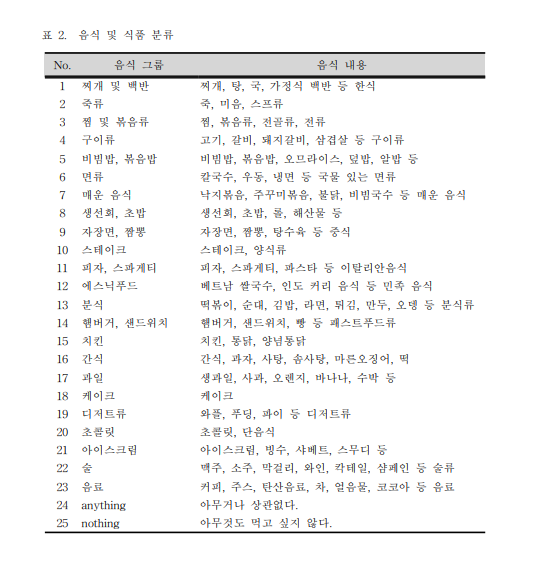 표 2. 음식 및 식품 분류
No. 음식 그룹 음식 내용
1 찌개 및 백반 찌개, 탕, 국, 가정식 백반 등 한식
2 죽류 죽, 미음, 스프류
3 찜 및 볶음류 찜, 볶음류, 전골류, 전류
4 구이류 고기, 갈비, 돼지갈비, 삼겹살 등 구이류
5 비빔밥, 볶음밥 비빔밥, 볶음밥, 오므라이스, 덮밥, 알밥 등
6 면류 칼국수, 우동, 냉면 등 국물 있는 면류
7 매운 음식 낙지볶음, 주꾸미볶음, 불닭, 비빔국수 등 매운 음식
8 생선회, 초밥 생선회, 초밥, 롤, 해산물 등
9 자장면, 짬뽕 자장면, 짬뽕, 탕수육 등 중식
10 스테이크 스테이크, 양식류
11 피자, 스파게티 피자, 스파게티, 파스타 등 이탈리안음식
12 에스닉푸드 베트남 쌀국수, 인도 커리 음식 등 민족 음식
13 분식 떡볶이, 순대, 김밥, 라면, 튀김, 만두, 오뎅 등 분식류
14 햄버거, 샌드위치 햄버거, 샌드위치, 빵 등 패스트푸드류
15 치킨 치킨, 통닭, 양념통닭
16 간식 간식, 과자, 사탕, 솜사탕, 마른오징어, 떡
17 과일 생과일, 사과, 오렌지, 바나나, 수박 등
18 케이크 케이크
19 디저트류 와플, 푸딩, 파이 등 디저트류
20 초콜릿 초콜릿, 단음식
21 아이스크림 아이스크림, 빙수, 샤베트, 스무디 등
22 술 맥주, 소주, 막걸리, 와인, 칵테일, 샴페인 등 술류
23 음료 커피, 주스, 탄산음료, 차, 얼음물, 코코아 등 음료
24 anything 아무거나 상관없다.
25 nothing 아무것도 먹고 싶지 않다.